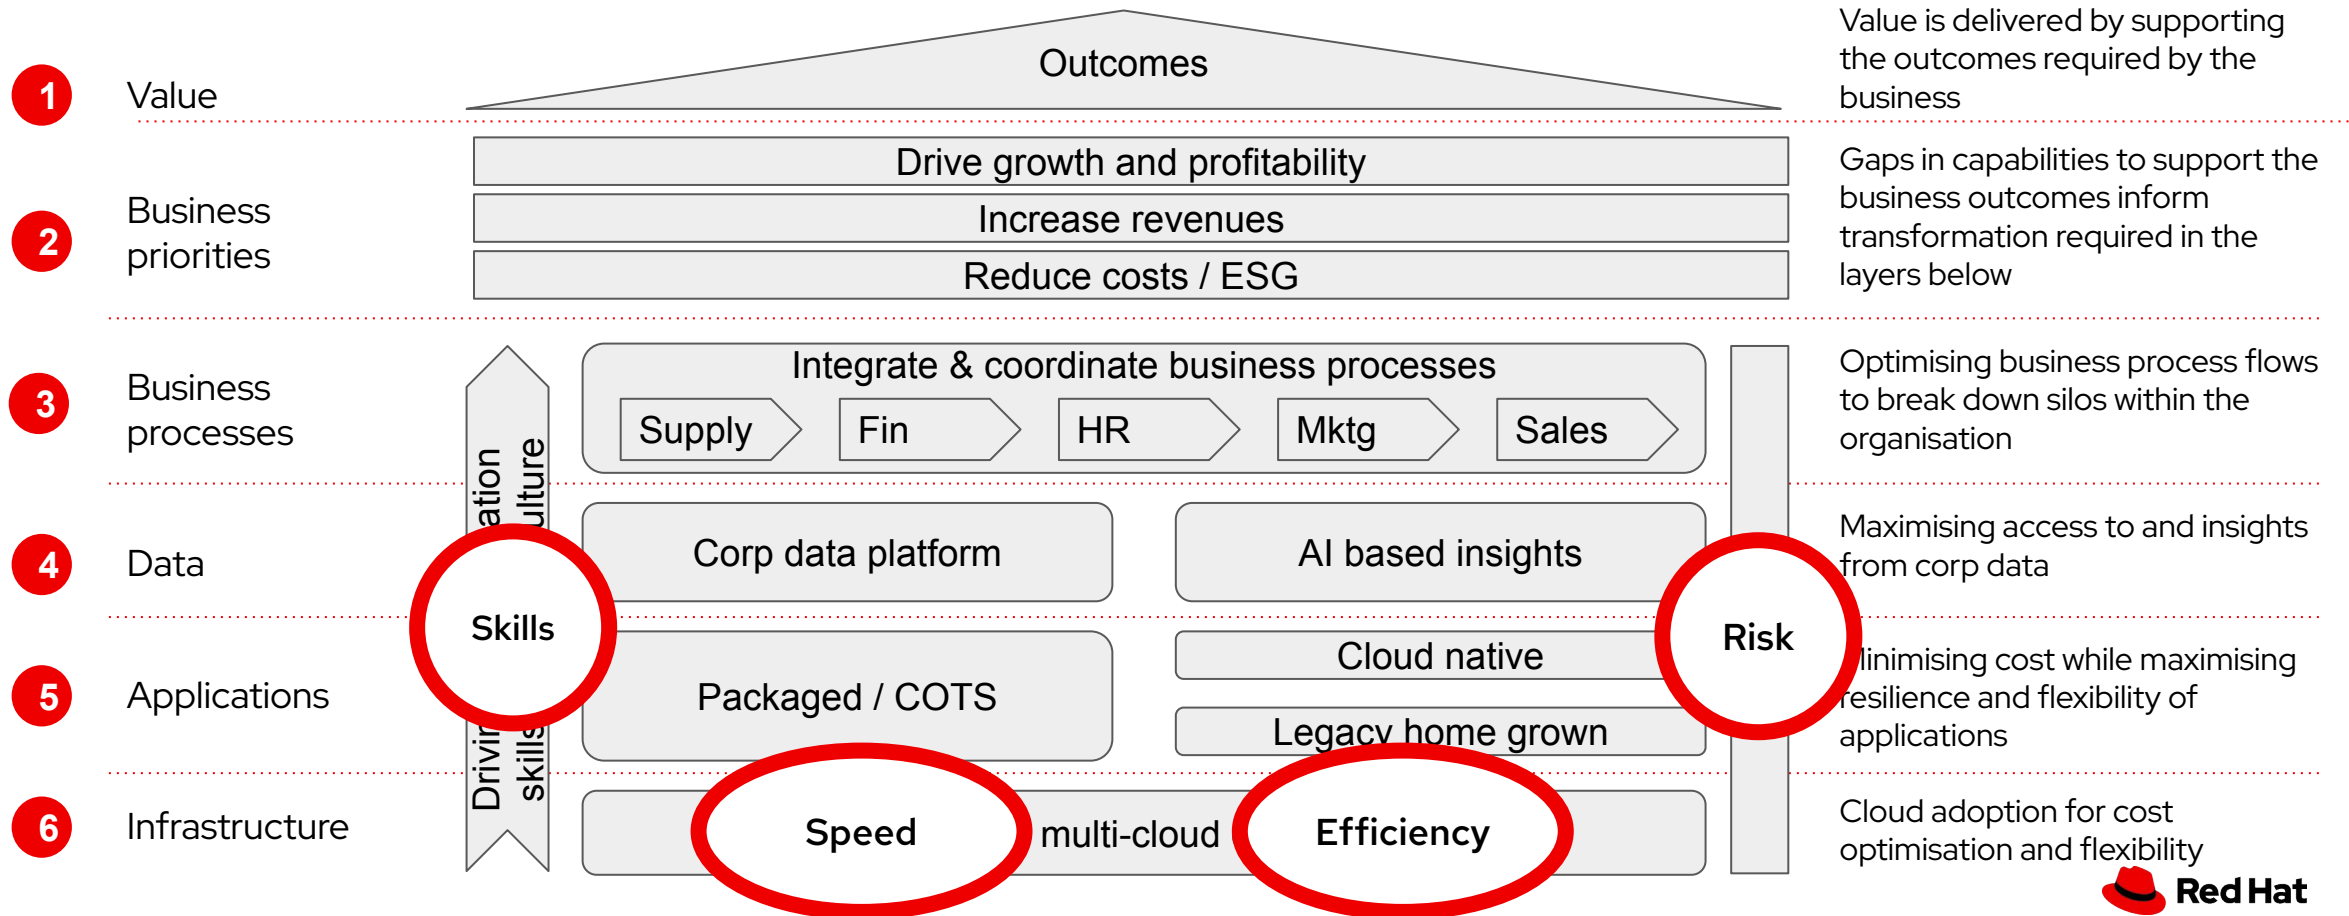 1
Value
Outcomes
Value is delivered by supporting
the outcomes required by the
business
2
Business
priorities
Drive growth and profitability
Increase revenues
Reduce costs / ESG
Gaps in capabilities to support the
business outcomes inform
transformation required in the
layers below
3
Business
processes
Integrate & coordinate business processes
Supply
Fin
HR
Mktg
Sales
Optimising business process flows
to break down silos within the
organisation
4
Data
Corp data platform
AI based insights
Maximising access to and insights
from corp data
Skills
Risk
5
Applications
Packaged / COTS
Cloud native
Legacy home grown
Minimising cost while maximising
resilience and flexibility of
applications
skills
6
Infrastructure
Speed
multi-cloud
Efficiency
Cloud adoption for cost
optimisation and flexibility
Red Hat